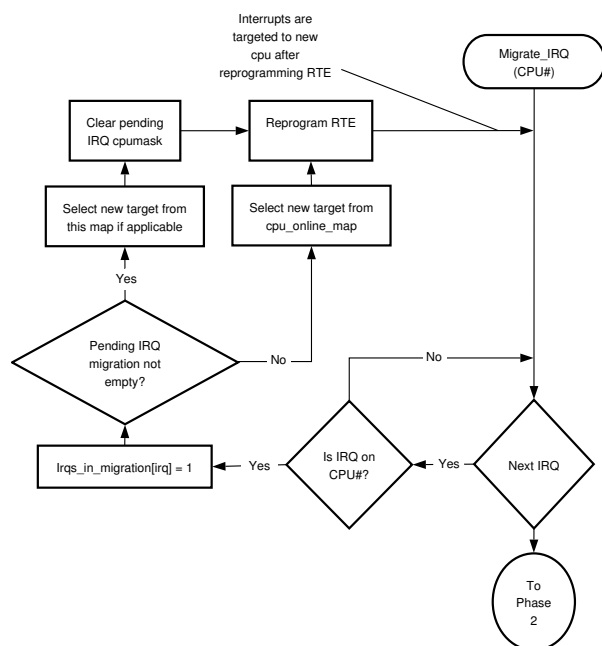 Interrupts are
targeted to new
cpu after
reprogramming RTE
Migrate_IRQ
(CPU#)
Clear pending
IRQ cpumask
Reprogram RTE
Select new target from
this map if applicable
Select new target from
cpu_online_map
Yes
Pending IRQ
migration not
empty?
No
No
Irqs_in_migration[irq] = 1
Yes
Is IRQ on
CPU#?
Yes
Next IRQ
To
Phase
2